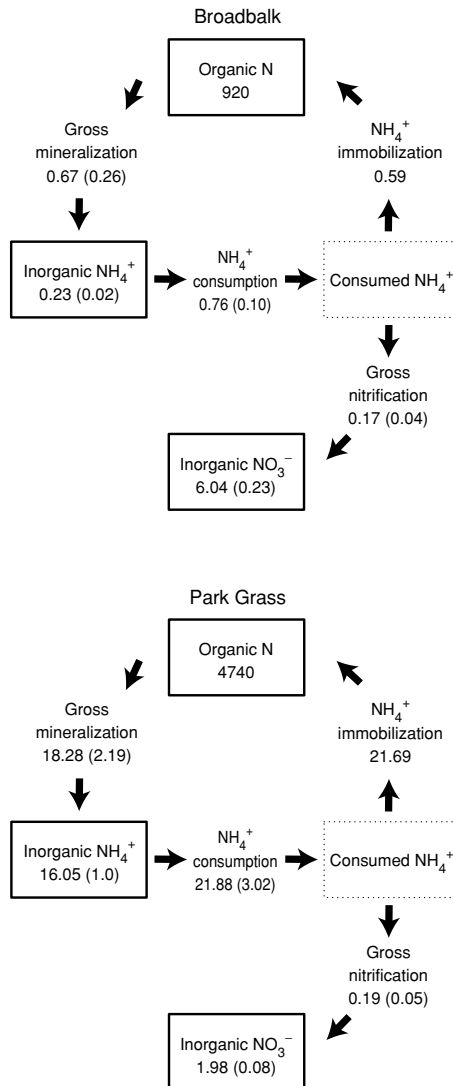 Broadbalk
Organic N
920
Gross
mineralization
0.67 (0.26)
NH₄⁺
immobilization
0.59
Inorganic NH₄⁺
0.23 (0.02)
NH₄⁺
consumption
0.76 (0.10)
Consumed NH₄⁺
Gross
nitrification
0.17 (0.04)
Inorganic NO₃⁻
6.04 (0.23)
Park Grass
Organic N
4740
Gross
mineralization
18.28 (2.19)
NH₄⁺
immobilization
21.69
Inorganic NH₄⁺
16.05 (1.0)
NH₄⁺
consumption
21.88 (3.02)
Consumed NH₄⁺
Gross
nitrification
0.19 (0.05)
Inorganic NO₃⁻
1.98 (0.08)